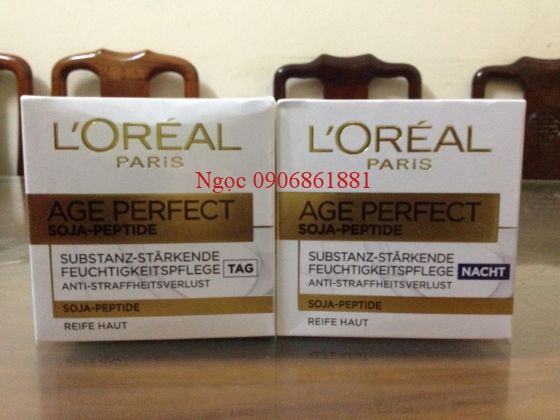 L'ORÉAL
PARIS
AGE PERFECT
SOJA-PEPTIDE
SUBSTANZ-STÄRKENDE
FEUCHTIGKEITSPFLEGE TAG
ANTI-STRAFFHEITSVERLUST
SOJA-PEPTIDE
REIFE HAUT
L'ORÉAL
PARIS
AGE PERFECT
SOJA-PEPTIDE
SUBSTANZ-STÄRKENDE
FEUCHTIGKEITSPFLEGE NACHT
ANTI-STRAFFHEITSVERLUST
SOJA-PEPTIDE
REIFE HAUT
Ngọc 0906861881